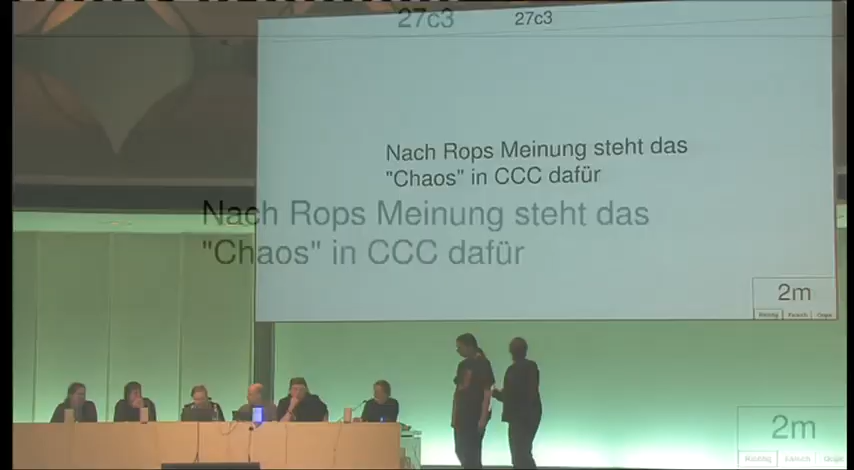 27c3
27c3
Nach Rops Meinung steht das
"Chaos" in CCC dafür
Nach Rops Meinung steht das
"Chaos" in CCC dafür
2m
2m